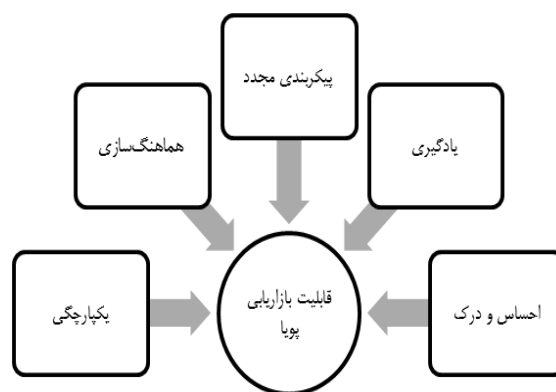 پیکربندی مجدد
هماهنگ‌سازی
یادگیری
قابلیت بازاریابی
پویا
یکپارچگی
احساس و درک